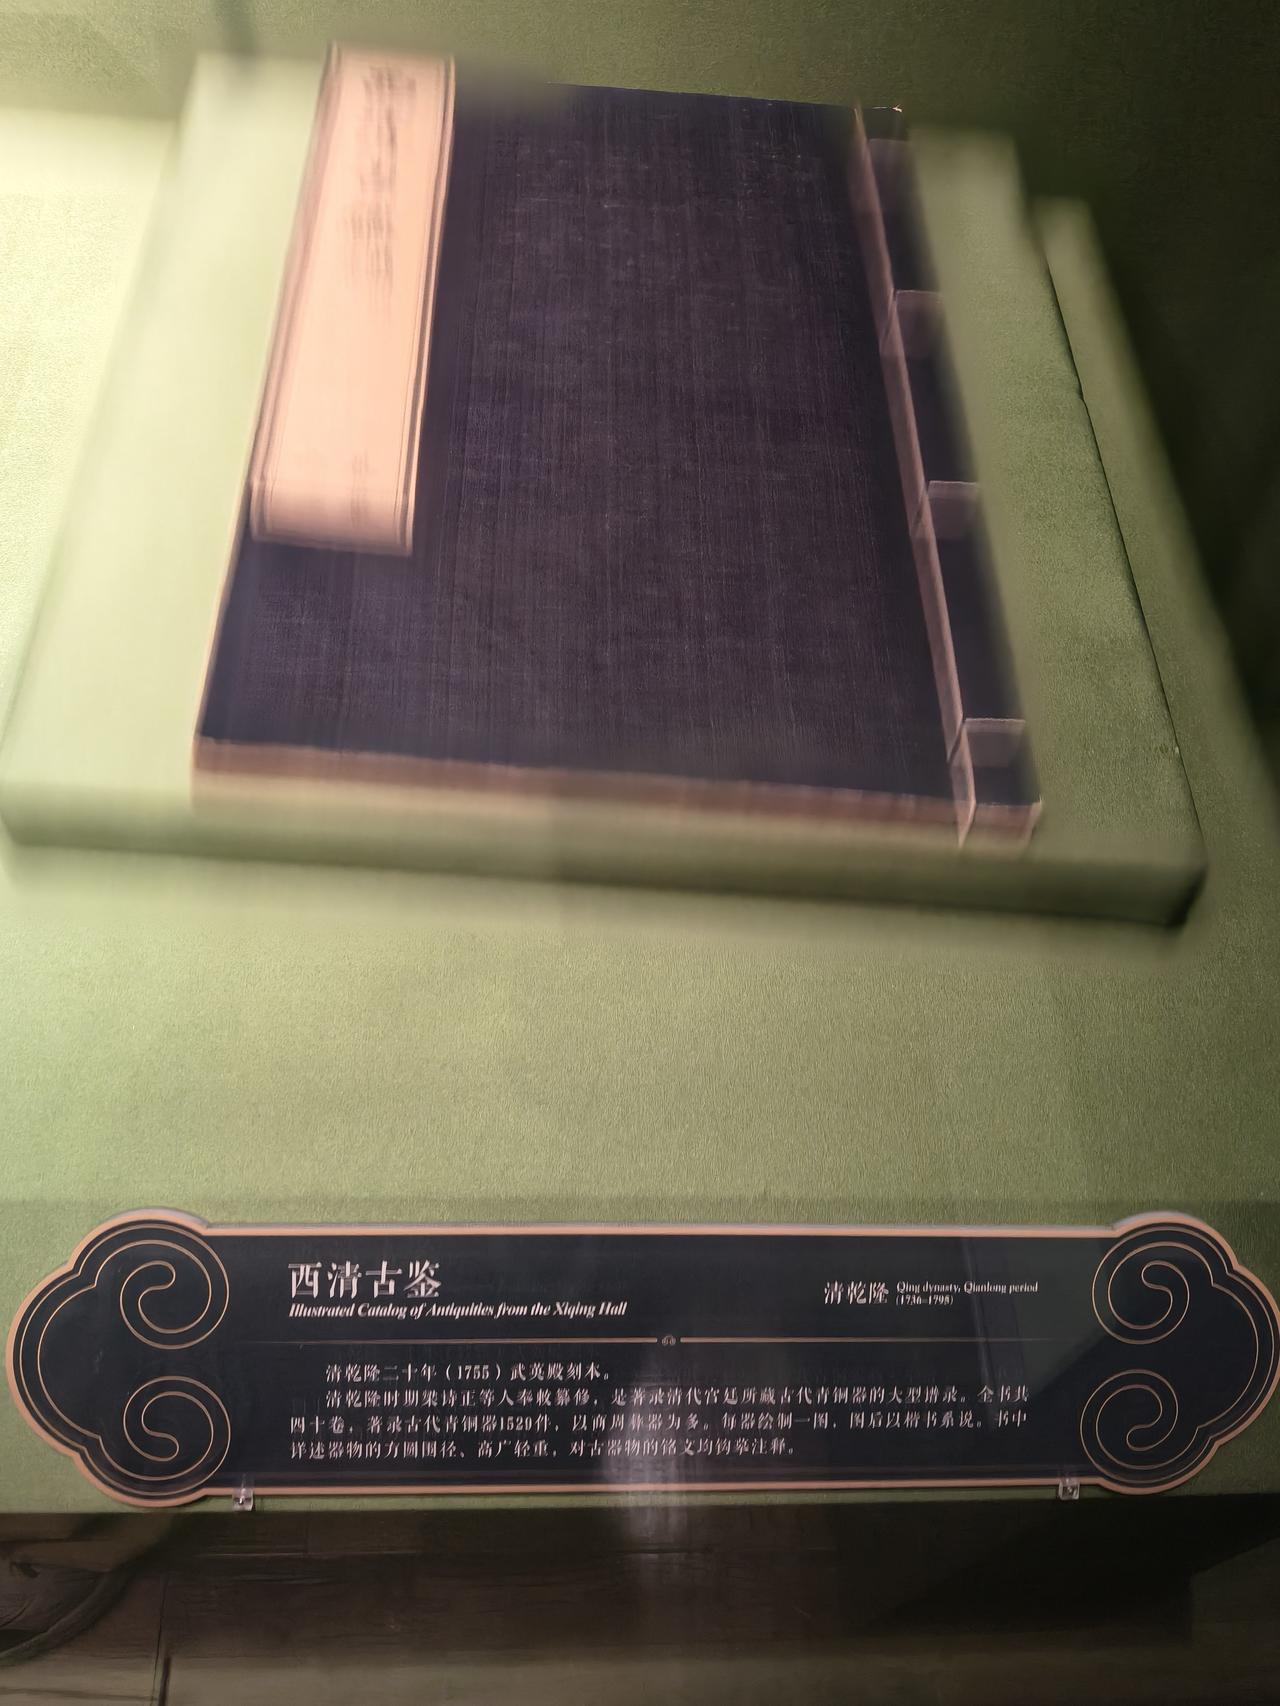 西清古鉴
Illustrated Catalog of Antiquities from the Xiqing Hall
清乾隆
Qing dynasty, Qianlong period
(1736–1795)
清乾隆二十年（1755）武英殿刻本。
清乾隆时期梁诗正等人奉敕纂修，是著录清代宫廷所藏古代青铜器的大型谱录。全书共
四十卷，著录古代青铜器1529件，以商周彝器为多。每器绘制一图，图后以楷书系说。书中
详述器物的方圆围径、高广轻重，对古器物的铭文均钩摹注释。